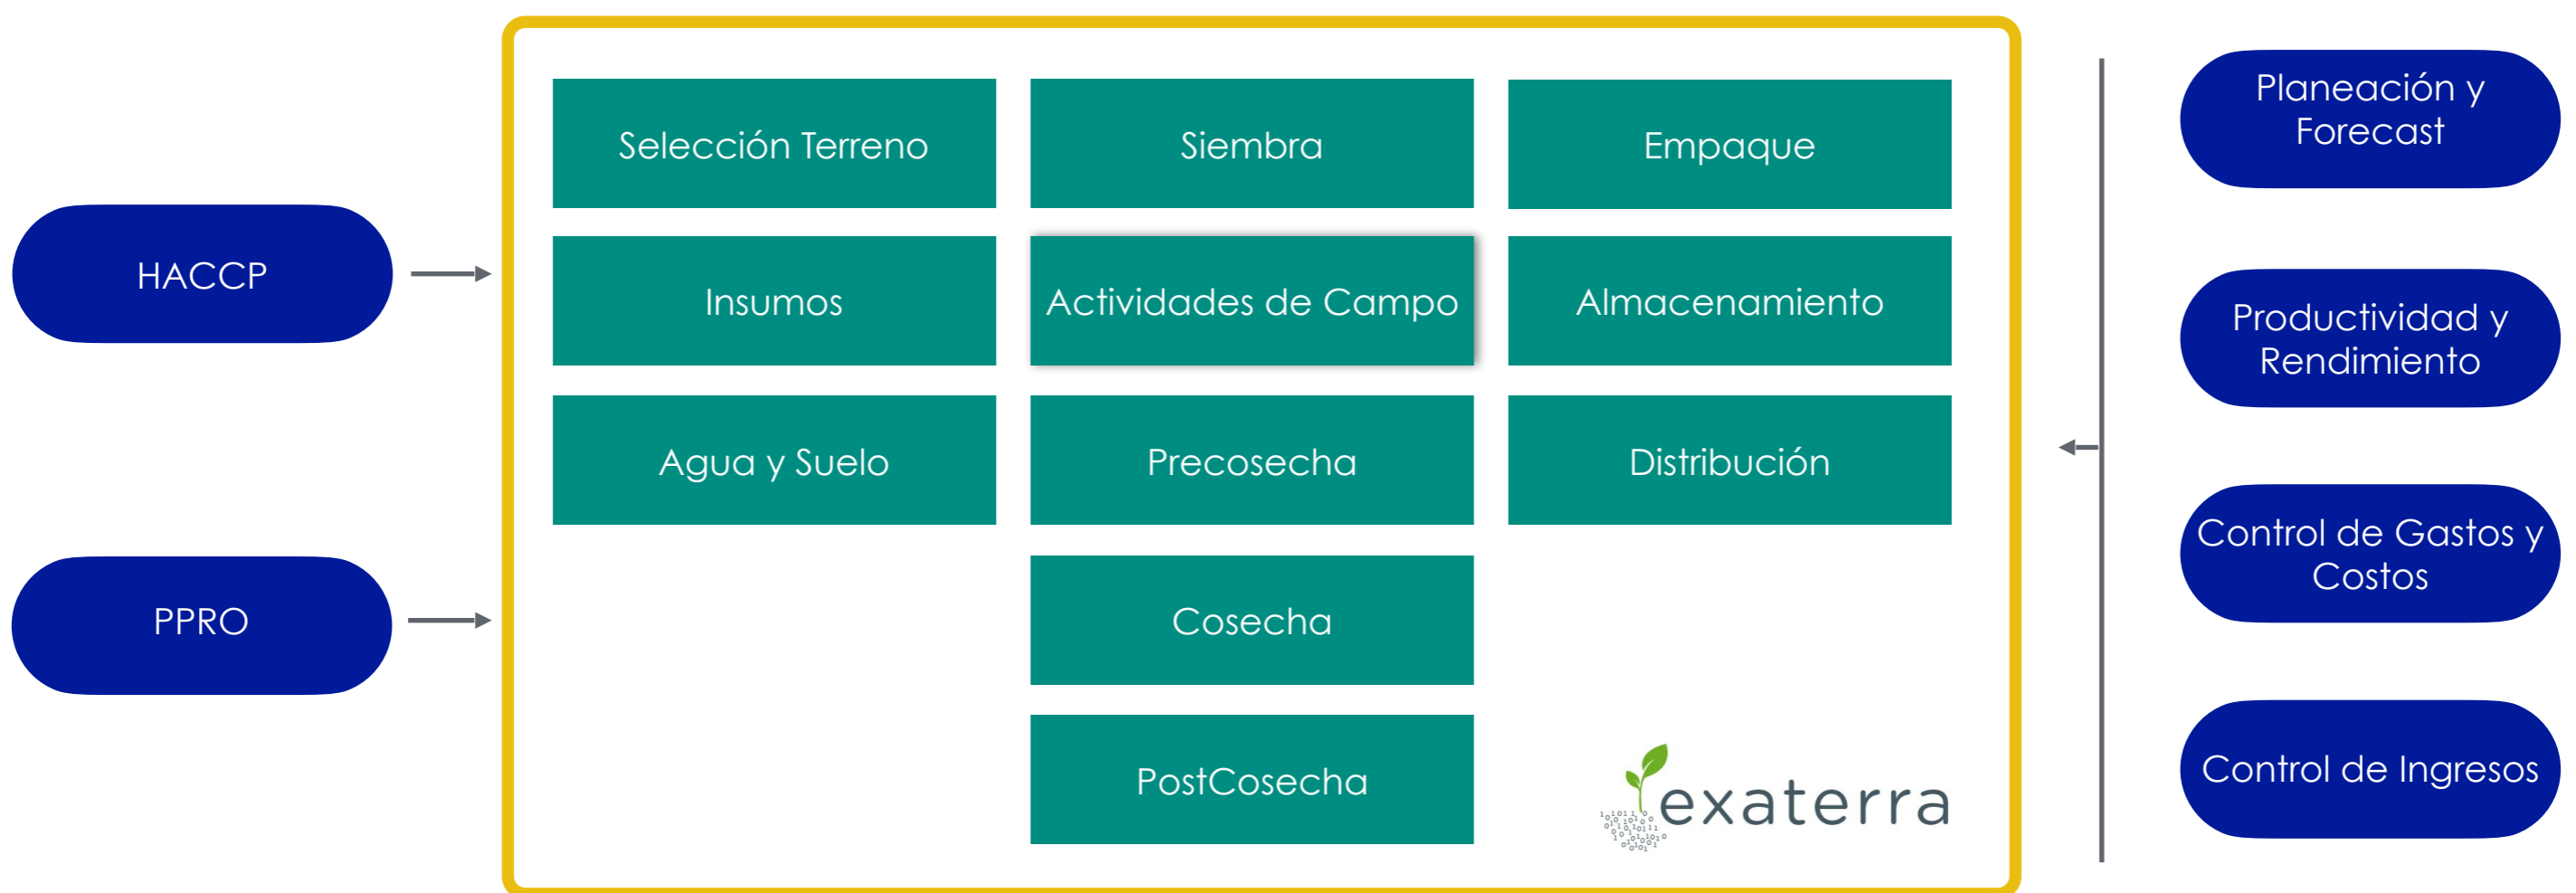 HACCP
PPRO
Selección Terreno
Siembra
Empaque
Insumos
Actividades de Campo
Almacenamiento
Agua y Suelo
Precosecha
Distribución
Cosecha
PostCosecha
exaterra
Planeación y
Forecast
Productividad y
Rendimiento
Control de Gastos y
Costos
Control de Ingresos